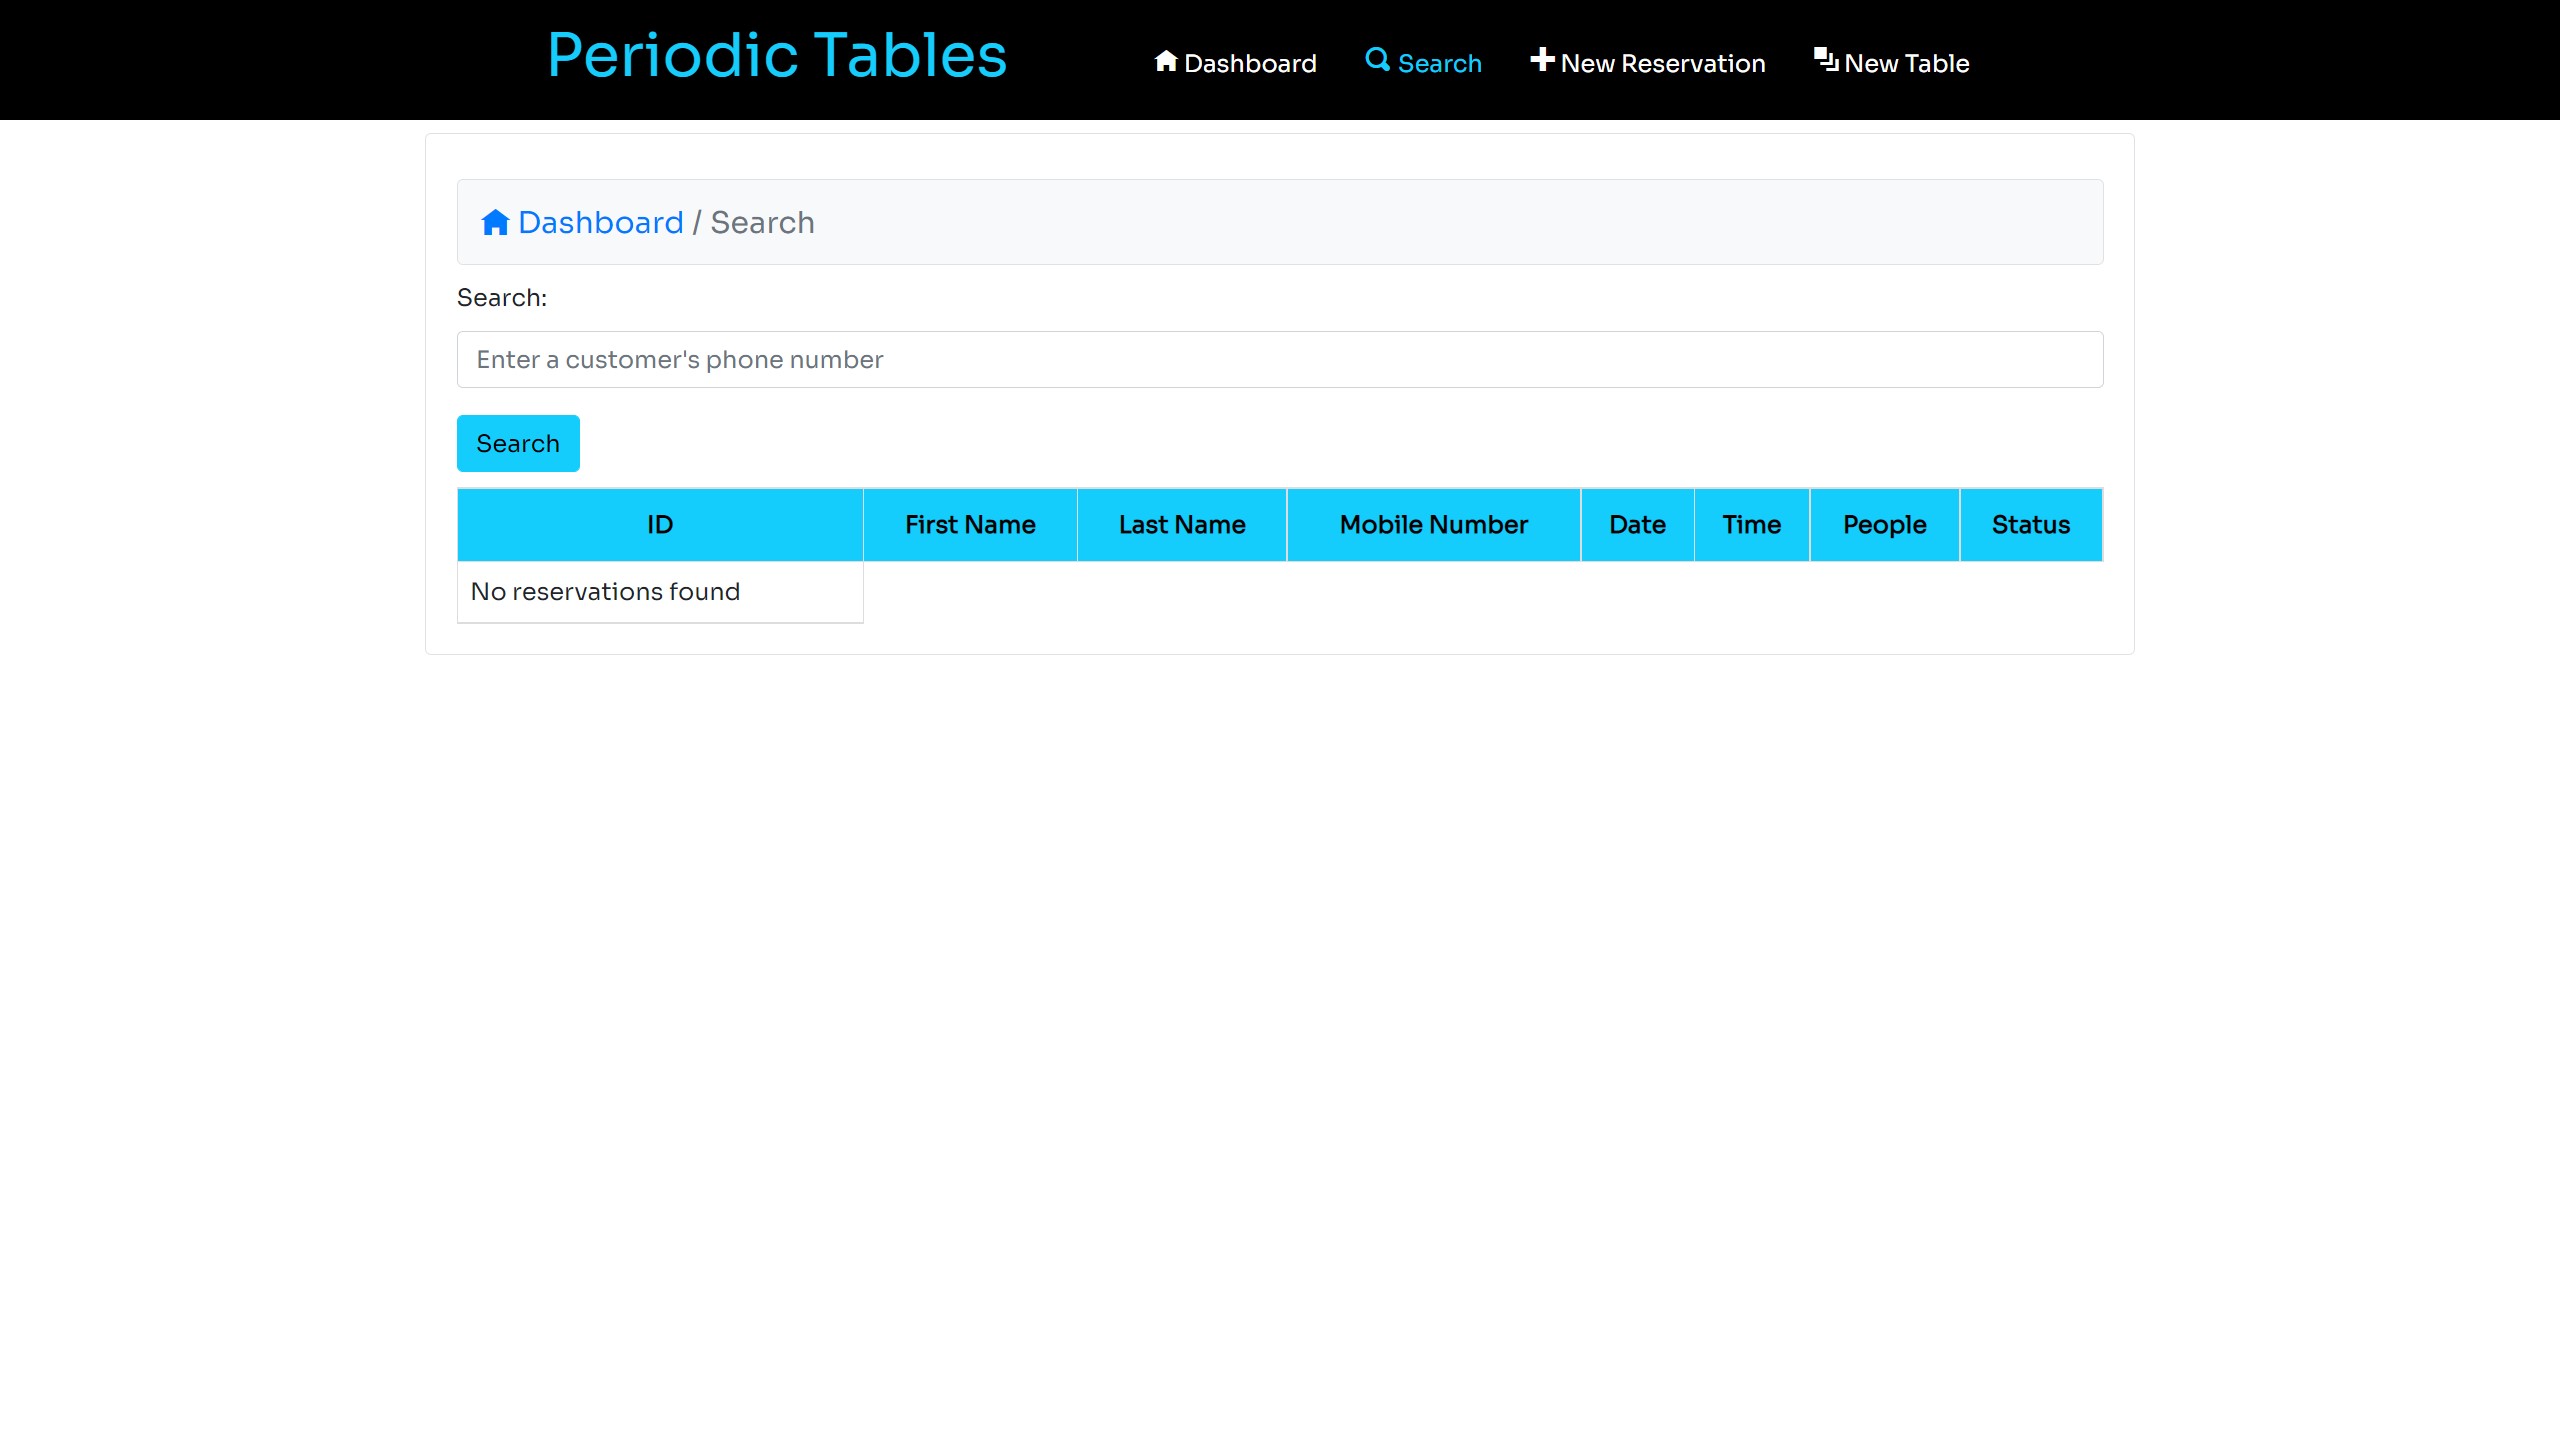 Periodic Tables
Dashboard Search New Reservation New Table
Dashboard / Search
Search:
Enter a customer's phone number
Search
ID First Name Last Name Mobile Number Date Time People Status
No reservations found